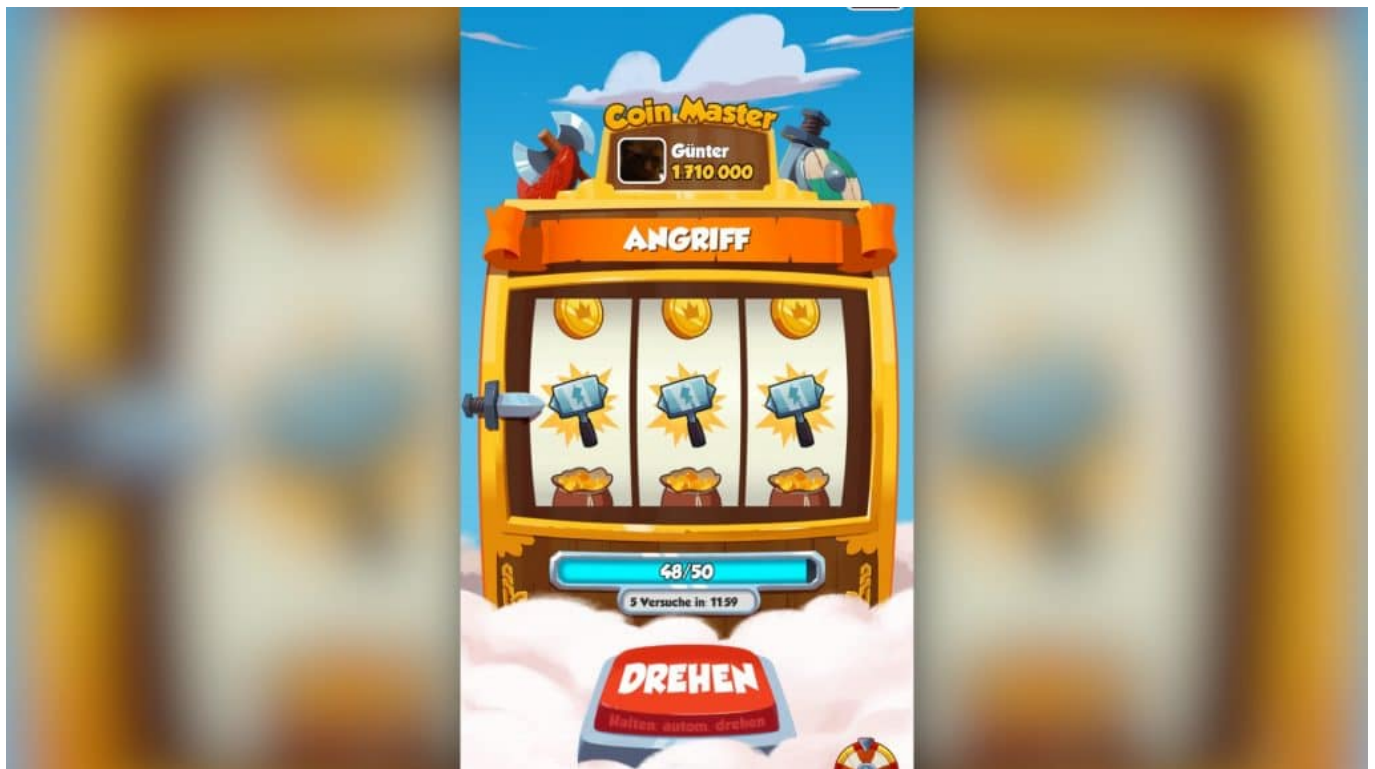 Coin Master
Günter
1 710 000
ANGRIFF
48/50
5 Versuche in: 11:59
DREHEN
Halten: autom. drehen